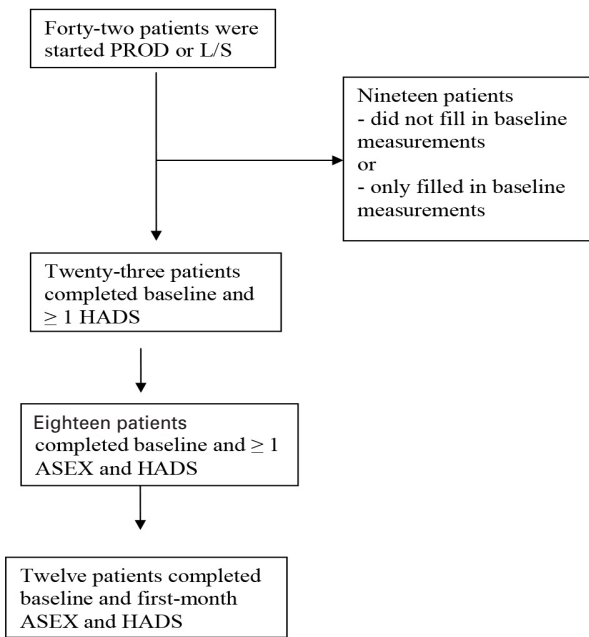 Forty-two patients were
started PROD or L/S
Nineteen patients
- did not fill in baseline
measurements
or
- only filled in baseline
measurements
Twenty-three patients
completed baseline and
≥ 1 HADS
Eighteen patients
completed baseline and ≥ 1
ASEX and HADS
Twelve patients completed
baseline and first-month
ASEX and HADS